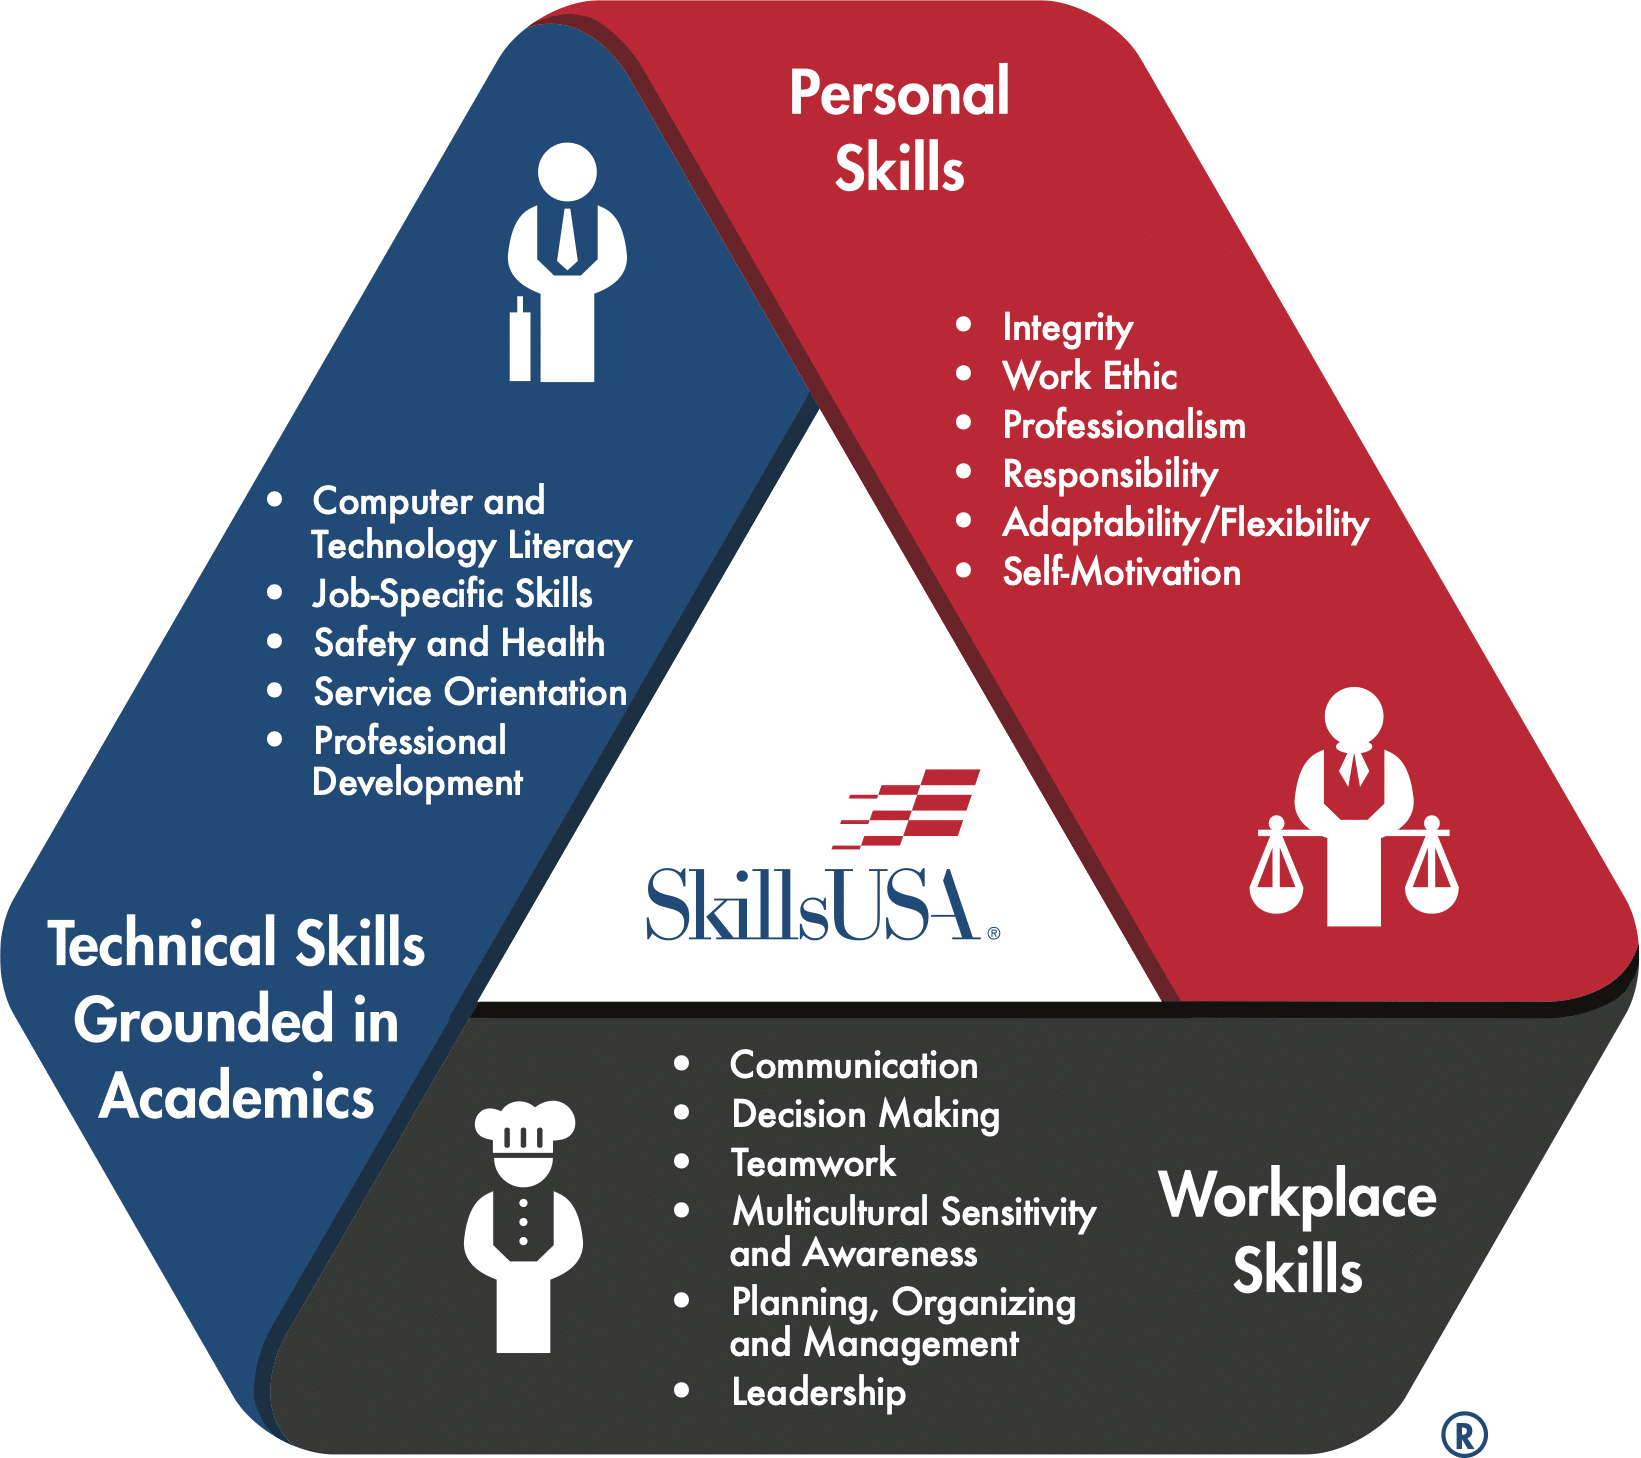 Personal
Skills
• Integrity
• Work Ethic
• Professionalism
• Responsibility
• Adaptability/Flexibility
• Self-Motivation
• Computer and
Technology Literacy
• Job-Specific Skills
• Safety and Health
• Service Orientation
• Professional
Development
Technical Skills
Grounded in
Academics
SkillsUSA®
• Communication
• Decision Making
• Teamwork
• Multicultural Sensitivity
and Awareness
• Planning, Organizing
and Management
• Leadership
Workplace
Skills
®